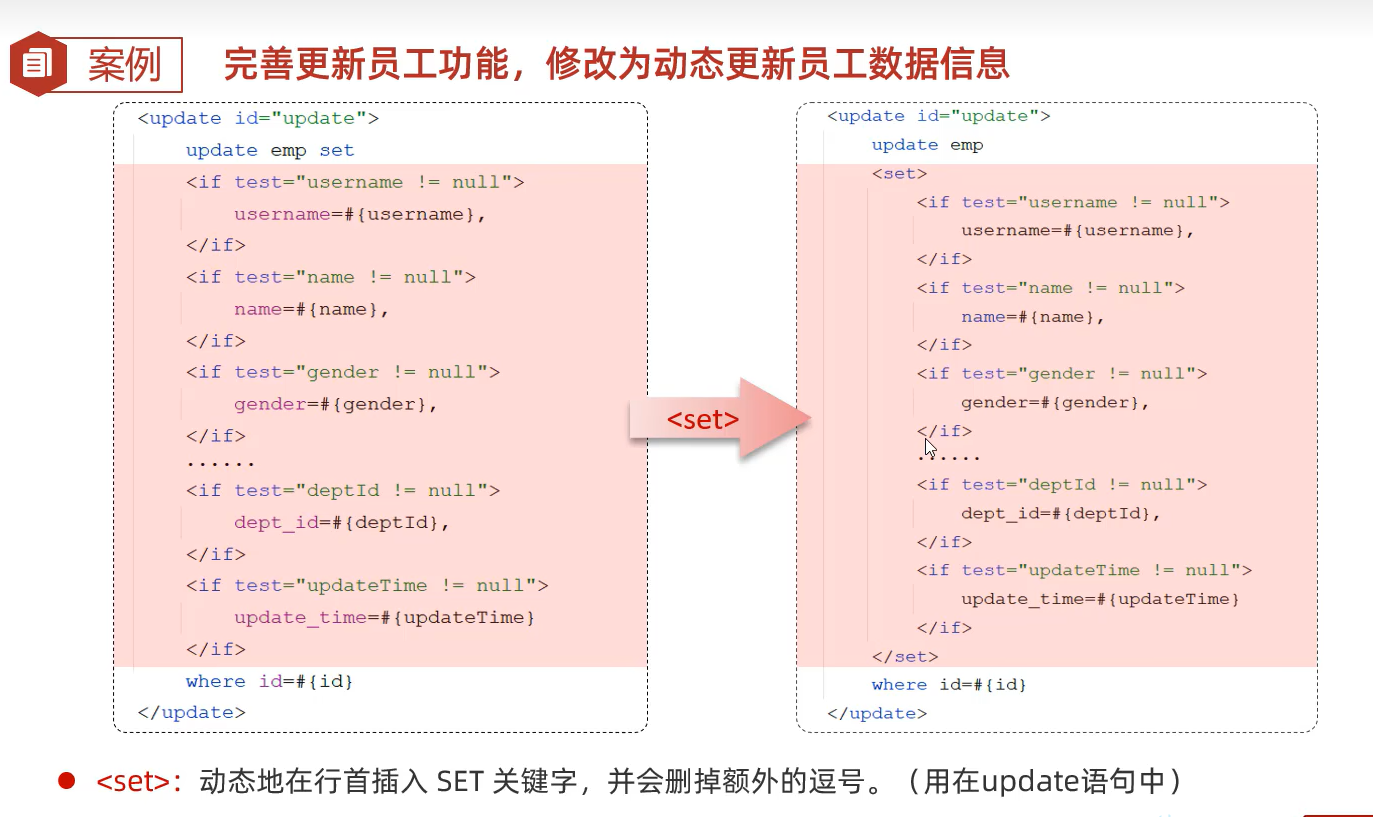 案例
完善更新员工功能，修改为动态更新员工数据信息
<update id="update">
update emp set
<if test="username != null">
username=#{username},
</if>
<if test="name != null">
name=#{name},
</if>
<if test="gender != null">
gender=#{gender},
</if>
......
<if test="deptId != null">
dept_id=#{deptId},
</if>
<if test="updateTime != null">
update_time=#{updateTime}
</if>
where id=#{id}
</update>
<set>
<update id="update">
update emp
<set>
<if test="username != null">
username=#{username},
</if>
<if test="name != null">
name=#{name},
</if>
<if test="gender != null">
gender=#{gender},
</if>
......
<if test="deptId != null">
dept_id=#{deptId},
</if>
<if test="updateTime != null">
update_time=#{updateTime}
</if>
</set>
where id=#{id}
</update>
<set>：动态地在行首插入 SET 关键字，并会删掉额外的逗号。（用在update语句中）